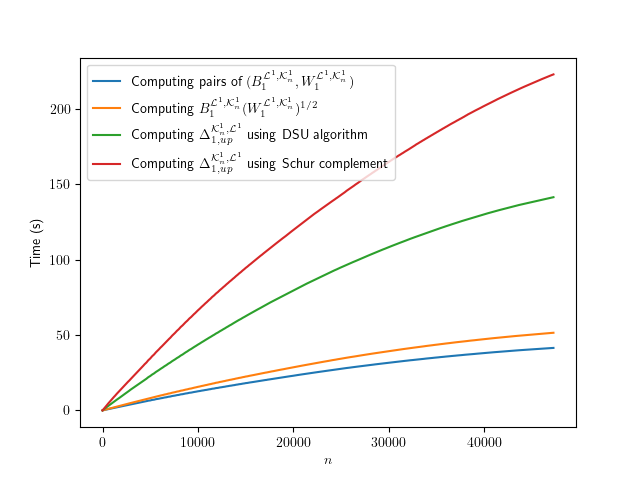 Computing pairs of $(B_1^{\mathcal{L}^1,\mathcal{K}_n^1}, W_1^{\mathcal{L}^1,\mathcal{K}_n^1})$
Computing $B_1^{\mathcal{L}^1,\mathcal{K}_n^1}(W_1^{\mathcal{L}^1,\mathcal{K}_n^1})^{1/2}$
Computing $\Delta_{1,up}^{\mathcal{K}_n^1,\mathcal{L}^1}$ using DSU algorithm
Computing $\Delta_{1,up}^{\mathcal{K}_n^1,\mathcal{L}^1}$ using Schur complement
Time (s)
200
150
100
50
0
0 10000 20000 30000 40000
$n$